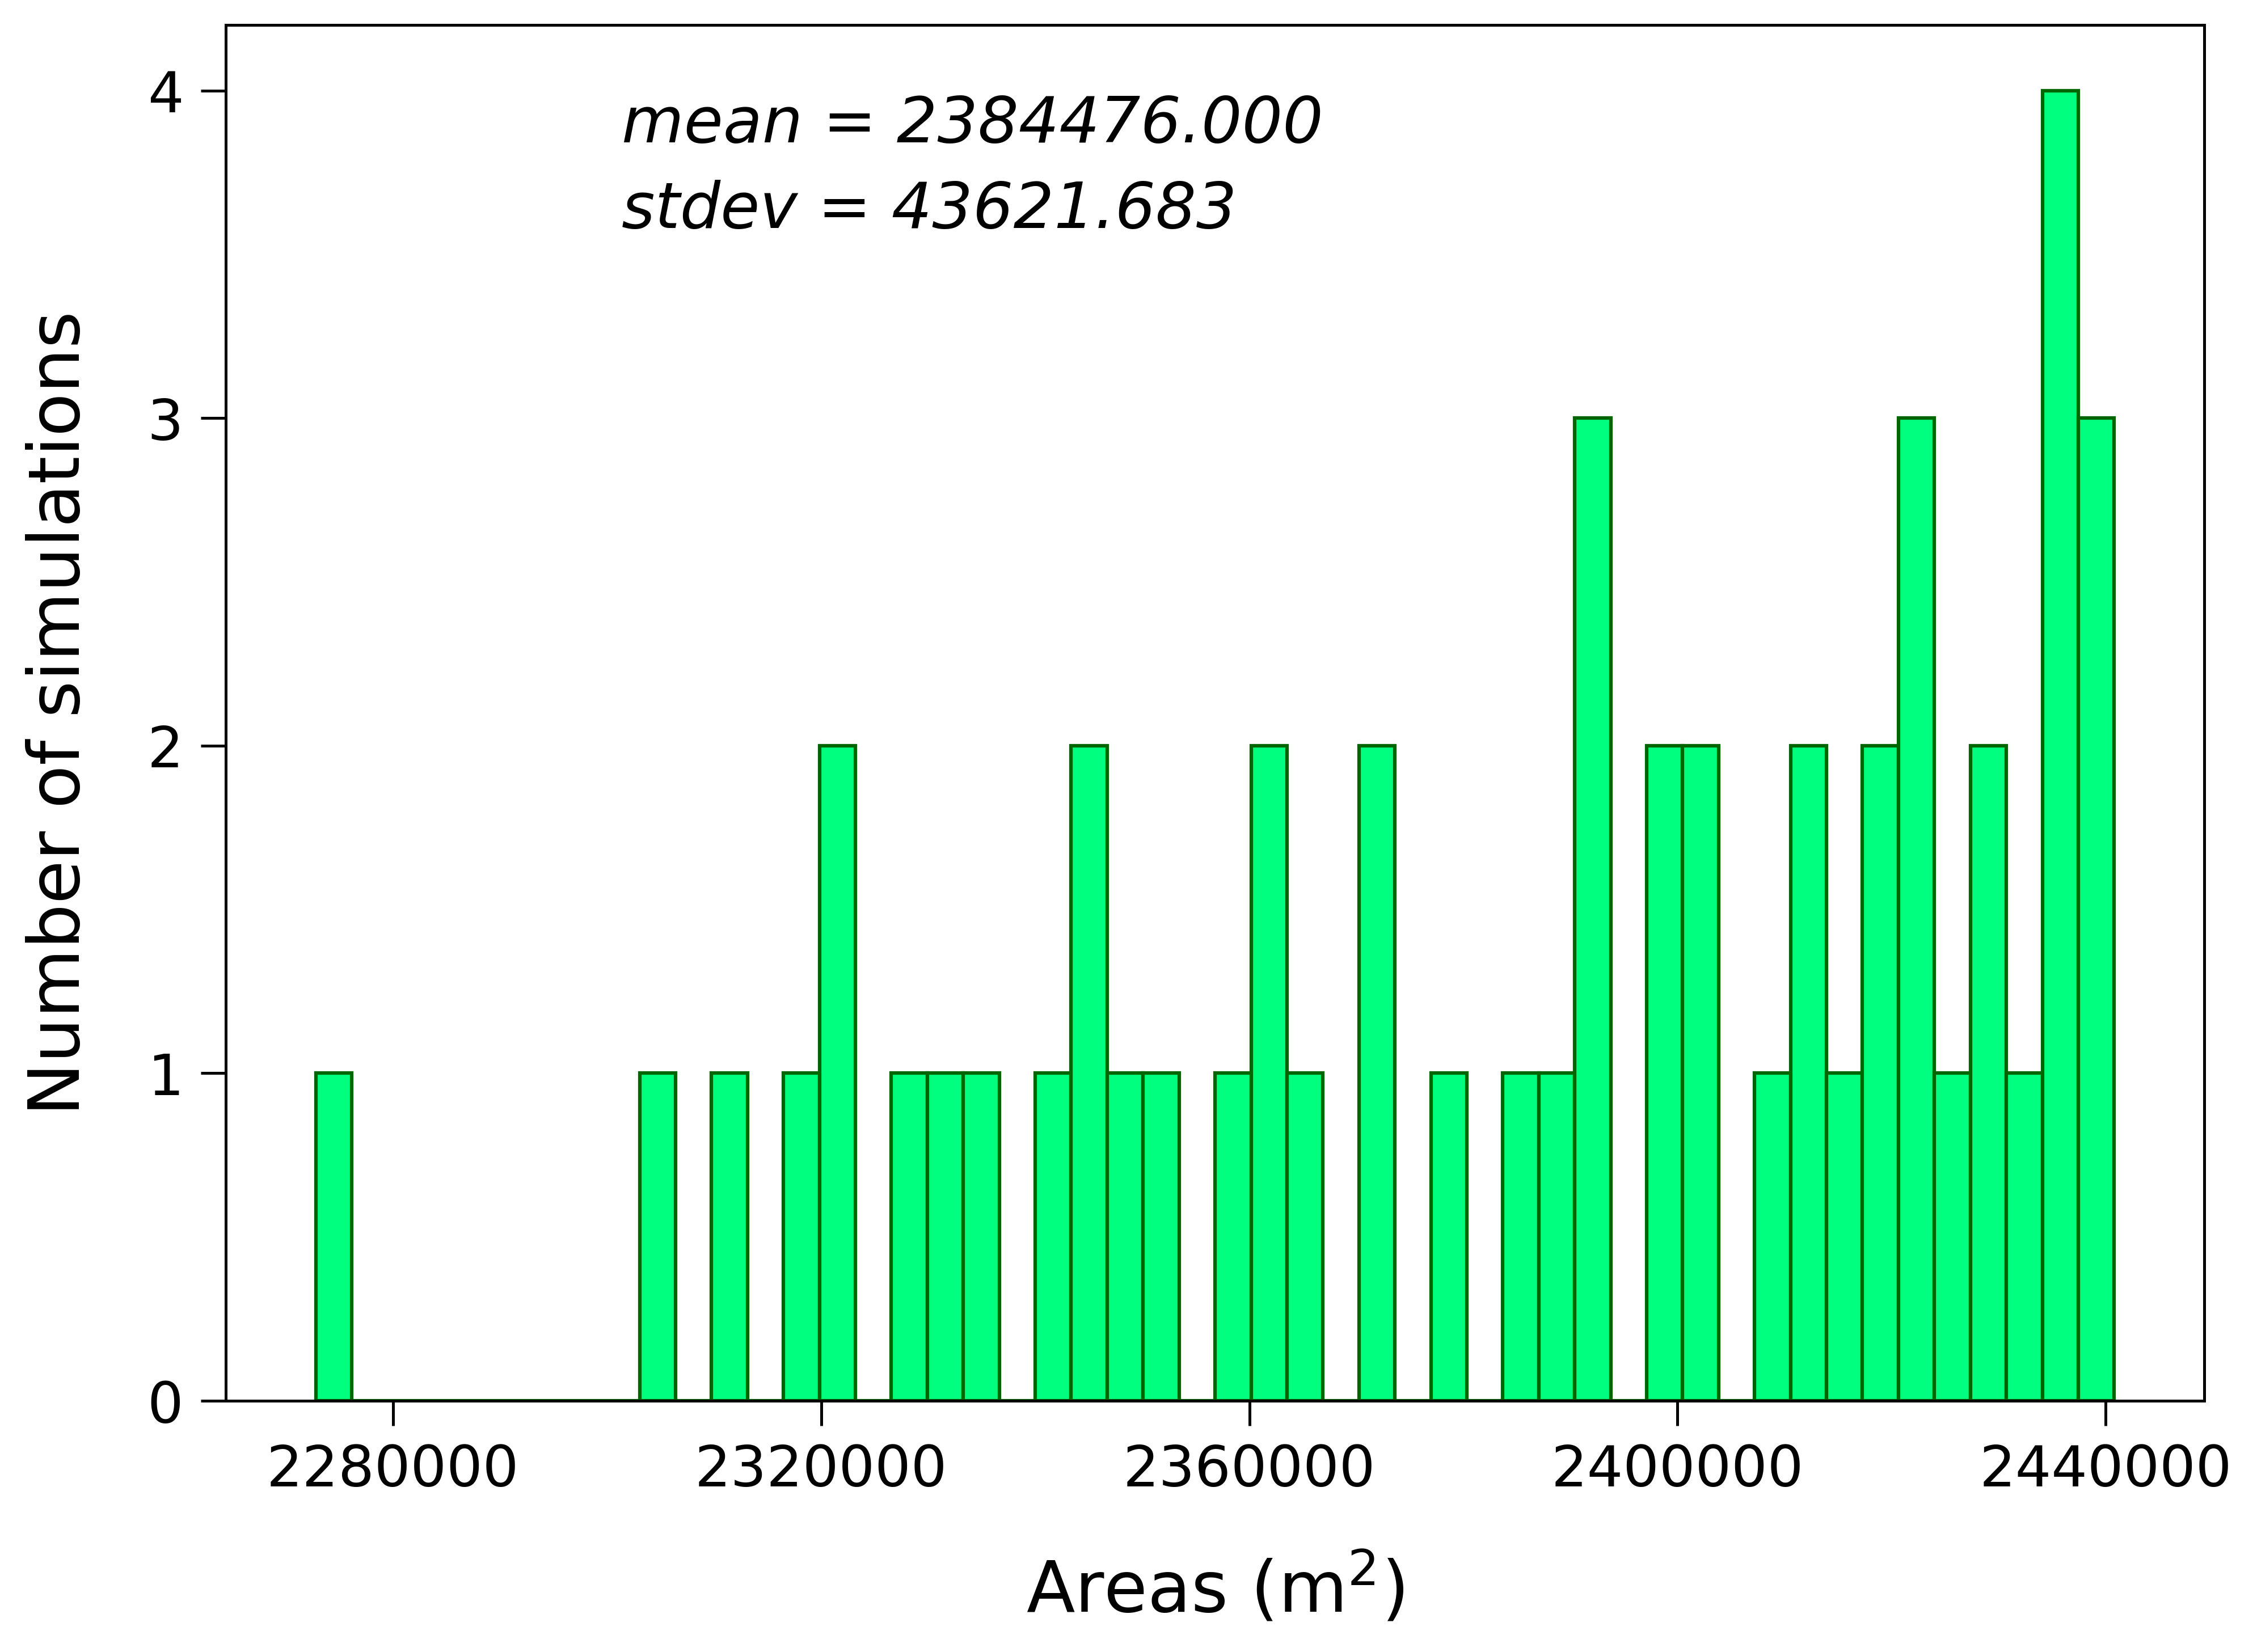 mean = 2384476.000
stdev = 43621.683
Number of simulations
4
3
2
1
0
2280000 2320000 2360000 2400000 2440000
Areas (m²)